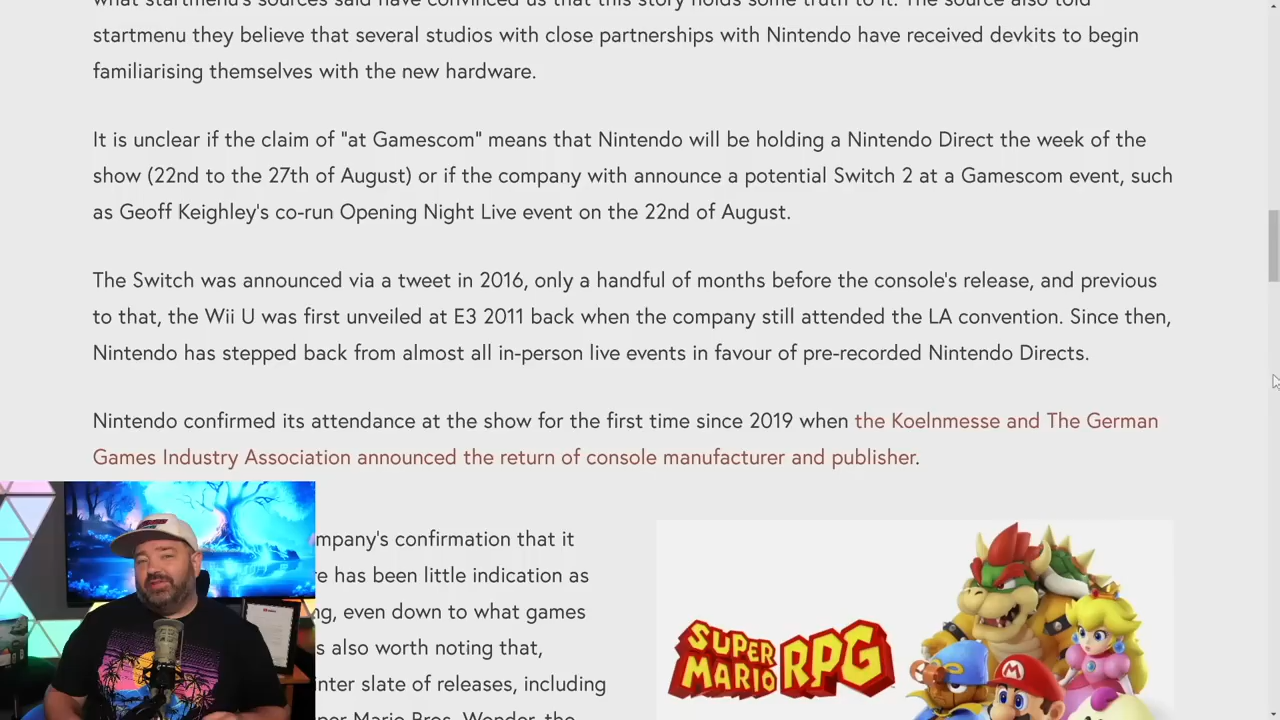 what startmenu's sources said have convinced us that this story holds some truth to it. The source also told
startmenu they believe that several studios with close partnerships with Nintendo have received devkits to begin
familiarising themselves with the new hardware.
It is unclear if the claim of "at Gamescom" means that Nintendo will be holding a Nintendo Direct the week of the
show (22nd to the 27th of August) or if the company with announce a potential Switch 2 at a Gamescom event, such
as Geoff Keighley's co-run Opening Night Live event on the 22nd of August.
The Switch was announced via a tweet in 2016, only a handful of months before the console's release, and previous
to that, the Wii U was first unveiled at E3 2011 back when the company still attended the LA convention. Since then,
Nintendo has stepped back from almost all in-person live events in favour of pre-recorded Nintendo Directs.
Nintendo confirmed its attendance at the show for the first time since 2019 when the Koelnmesse and The German
Games Industry Association announced the return of console manufacturer and publisher.
mpany's confirmation that it
re has been little indication as
ng, even down to what games
s also worth noting that,
inter slate of releases, including
per Mario Bros. Wonder, the
SUPER
MARIO RPG
M